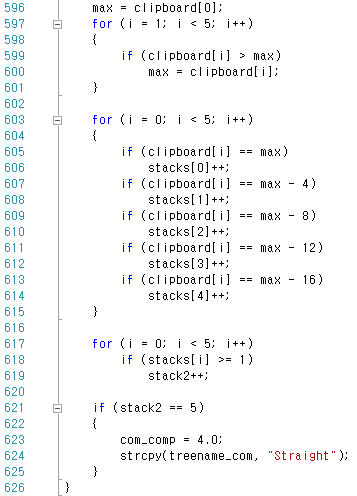 596 max = clipboard[0];
597 for (i = 1; i < 5; i++)
598 {
599 if (clipboard[i] > max)
600 max = clipboard[i];
601 }
602
603 for (i = 0; i < 5; i++)
604 {
605 if (clipboard[i] == max)
606 stacks[0]++;
607 if (clipboard[i] == max - 4)
608 stacks[1]++;
609 if (clipboard[i] == max - 8)
610 stacks[2]++;
611 if (clipboard[i] == max - 12)
612 stacks[3]++;
613 if (clipboard[i] == max - 16)
614 stacks[4]++;
615 }
616
617 for (i = 0; i < 5; i++)
618 if (stacks[i] >= 1)
619 stack2++;
620
621 if (stack2 == 5)
622 {
623 com_comp = 4.0;
624 strcpy(treename_com, "Straight");
625 }
626 }